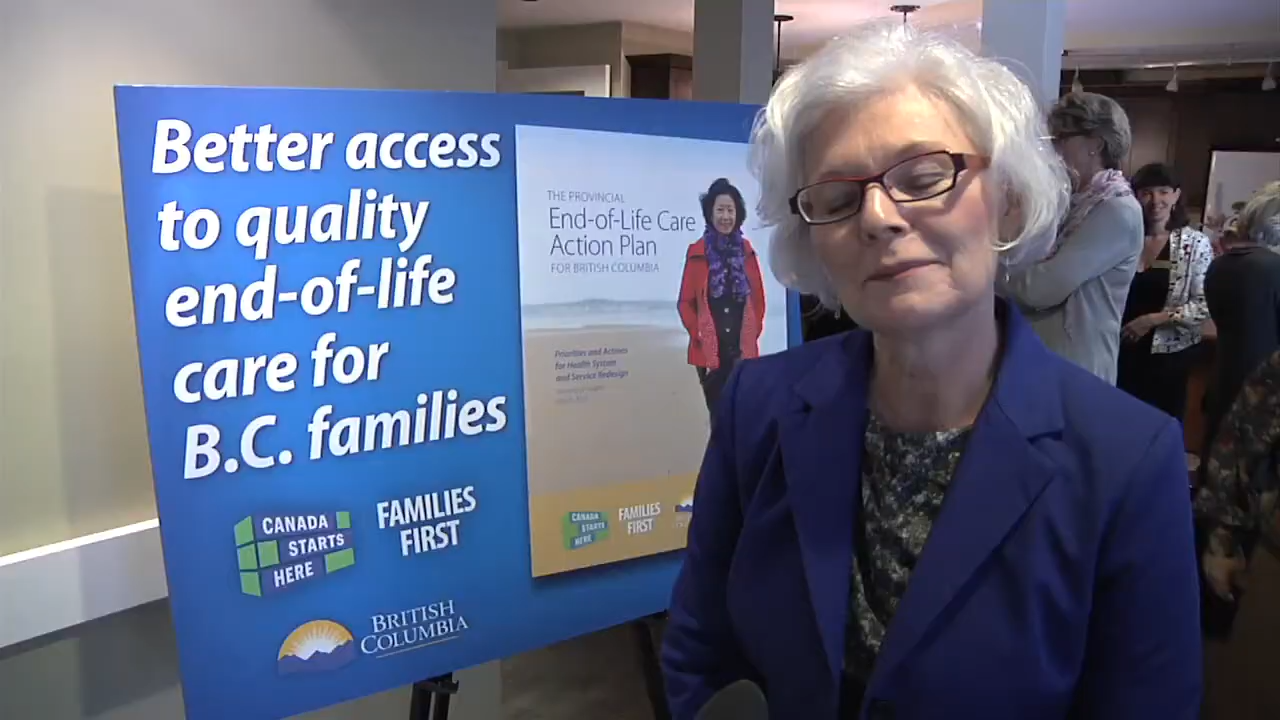 Better access
to quality
end-of-life
care for
B.C. families
CANADA
STARTS
HERE
FAMILIES
FIRST
BRITISH
COLUMBIA
THE PROVINCIAL
End-of-Life Care
Action Plan
FOR BRITISH COLUMBIA
Priorities and Actions
for Health System
and Service Redesign
CANADA
STARTS
HERE
FAMILIES
FIRST